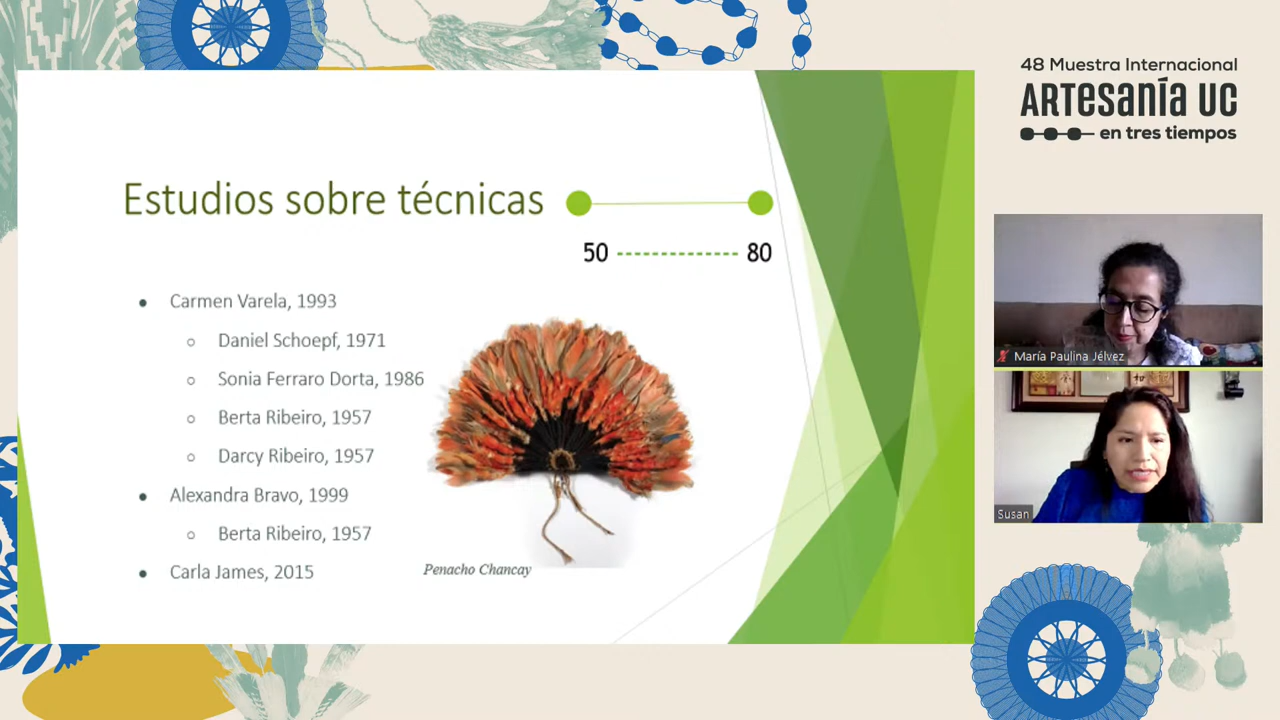 48 Muestra Internacional
ARTesanía UC
en tres tiempos
Estudios sobre técnicas
50 ------------- 80
Carmen Varela, 1993
Daniel Schoepf, 1971
Sonia Ferraro Dorta, 1986
Berta Ribeiro, 1957
Darcy Ribeiro, 1957
Alexandra Bravo, 1999
Berta Ribeiro, 1957
Carla James, 2015
Penacho Chancay
María Paulina Jélvez
Susan